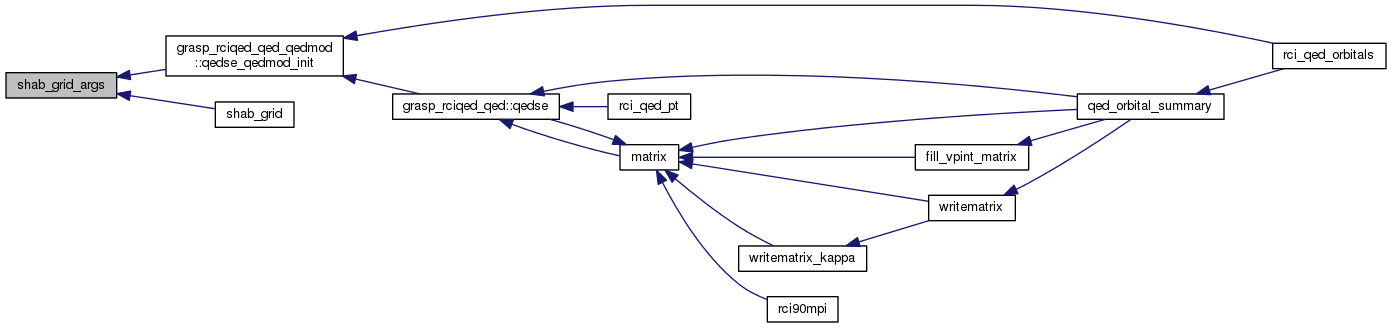 shab_grid_args
grasp_rciqed_qed_qedmod
::qedse_qedmod_init
shab_grid
grasp_rciqed_qed::qedse
rci_qed_pt
matrix
fill_vpint_matrix
writematrix
writematrix_kappa
rci90mpi
qed_orbital_summary
rci_qed_orbitals